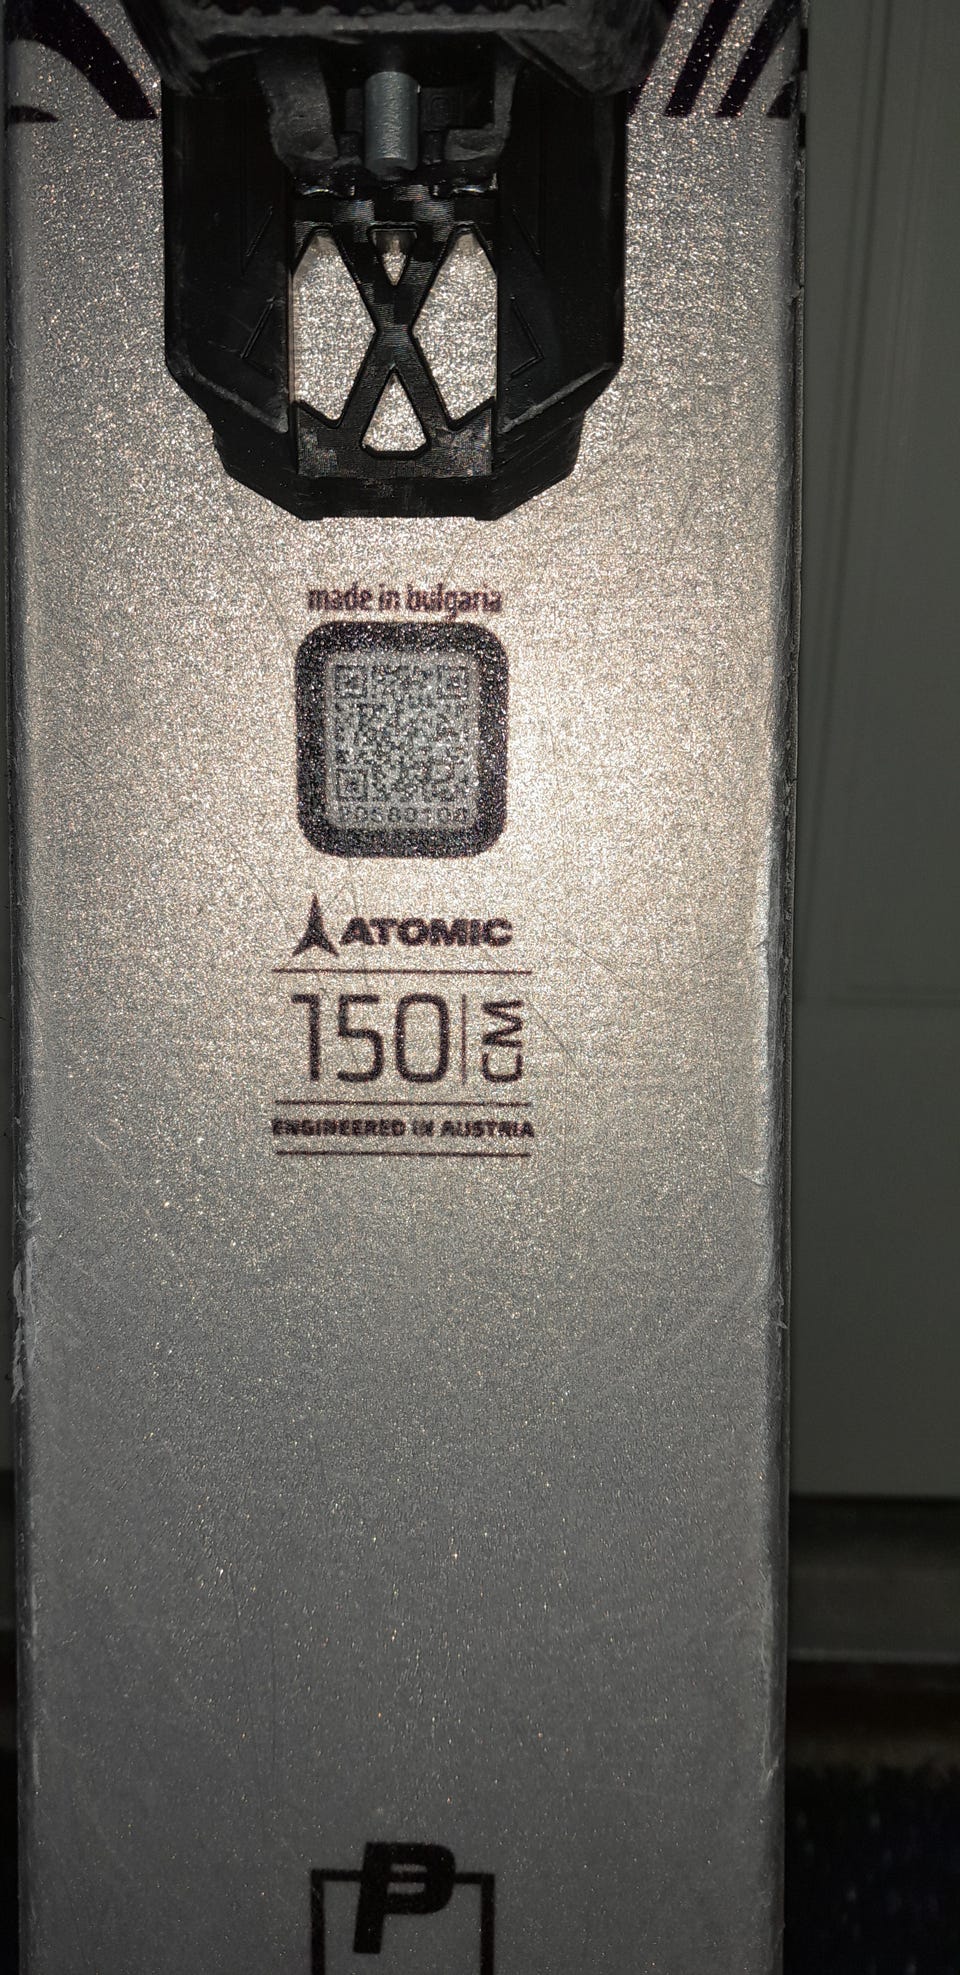 made in bulgaria
ATOMIC
150 CM
ENGINEERED IN AUSTRIA
P